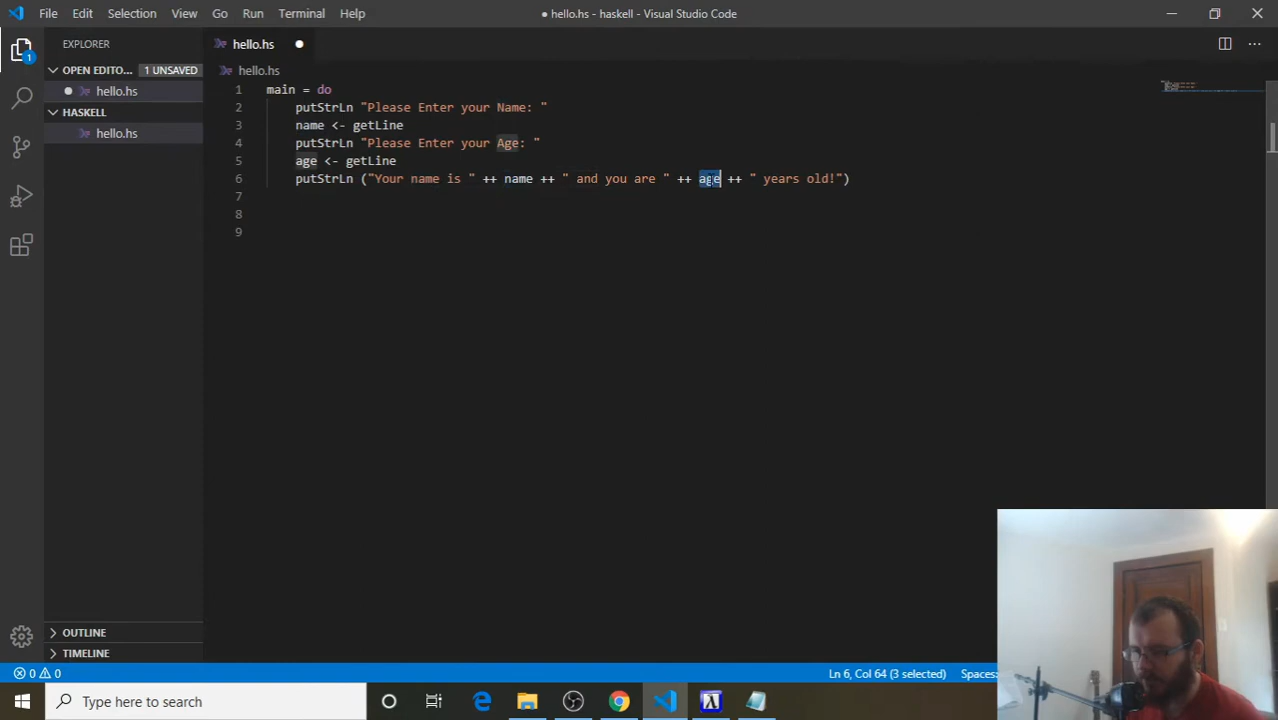 File Edit Selection View Go Run Terminal Help
● hello.hs - haskell - Visual Studio Code
EXPLORER
hello.hs
OPEN EDITO... 1 UNSAVED
hello.hs
HASKELL
hello.hs
hello.hs
1 main = do
2 putStrLn "Please Enter your Name: "
3 name <- getLine
4 putStrLn "Please Enter your Age: "
5 age <- getLine
6 putStrLn ("Your name is " ++ name ++ " and you are " ++ age ++ " years old!")
7
8
9
OUTLINE
TIMELINE
0 0
Ln 6, Col 64 (3 selected)
Spaces:
Type here to search